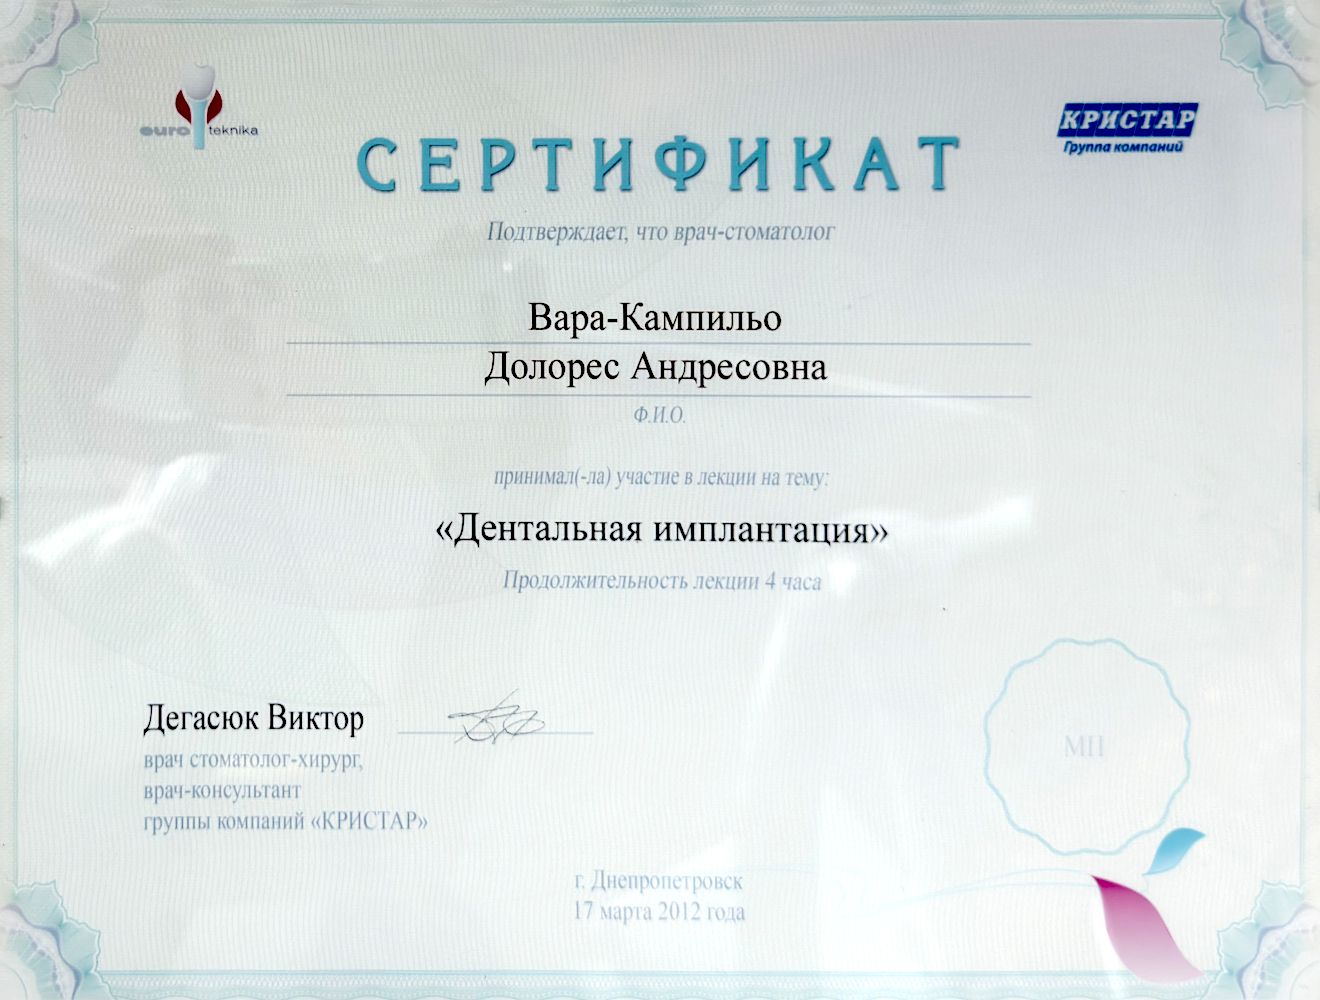 euro teknika
КРИСТАР
Группа компаний
СЕРТИФИКАТ
Подтверждает, что врач-стоматолог
Вара-Кампильо
Долорес Андресовна
Ф.И.О.
принимал(-ла) участие в лекции на тему:
«Дентальная имплантация»
Продолжительность лекции 4 часа
Дегасюк Виктор
врач стоматолог-хирург,
врач-консультант
группы компаний «КРИСТАР»
МП
г. Днепропетровск
17 марта 2012 года